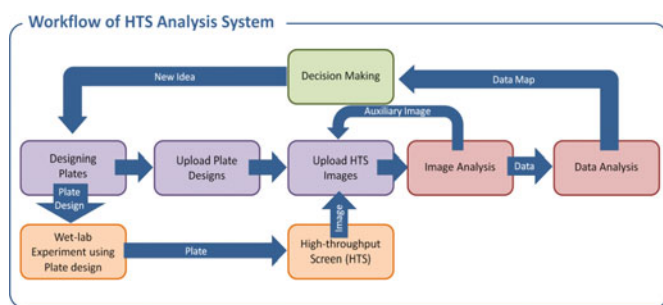 Workflow of HTS Analysis System
New Idea
Decision Making
Data Map
Auxiliary Image
Designing
Plates
Upload Plate
Designs
Upload HTS
Images
Image Analysis
Data
Data Analysis
Plate
Design
Image
Wet-lab
Experiment using
Plate design
Plate
High-throughput
Screen (HTS)